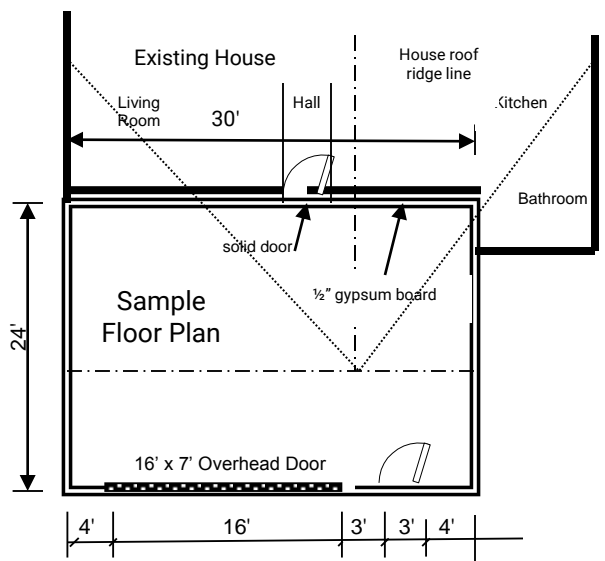 Existing House
House roof
ridge line
Living
Room
30'
Hall
Kitchen
Bathroom
solid door
½” gypsum board
Sample
Floor Plan
24'
16’ x 7’ Overhead Door
4'
16'
3'
3'
4'